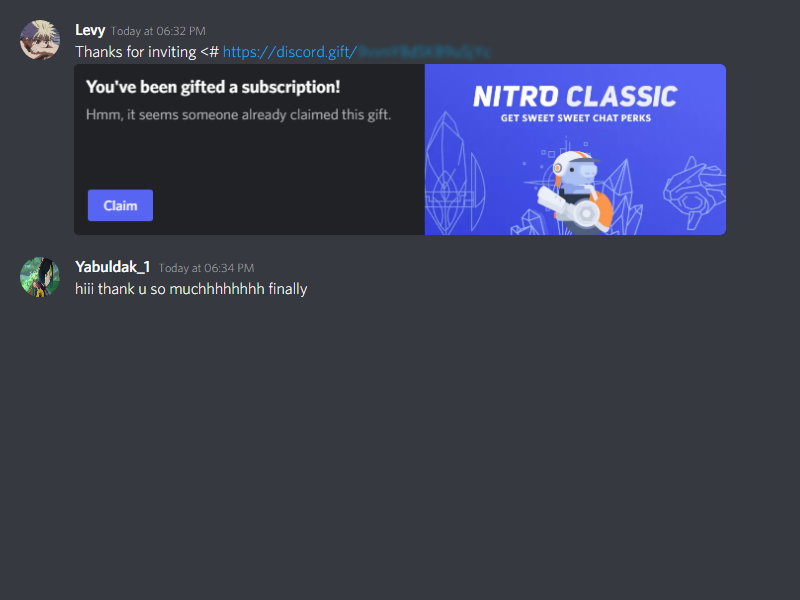 Levy Today at 06:32 PM
Thanks for inviting <# https://discord.gift/
You've been gifted a subscription!
Hmm, it seems someone already claimed this gift.
Claim
NITRO CLASSIC
GET SWEET SWEET CHAT PERKS
Yabuldak_1 Today at 06:34 PM
hiii thank u so muchhhhhhhh finally